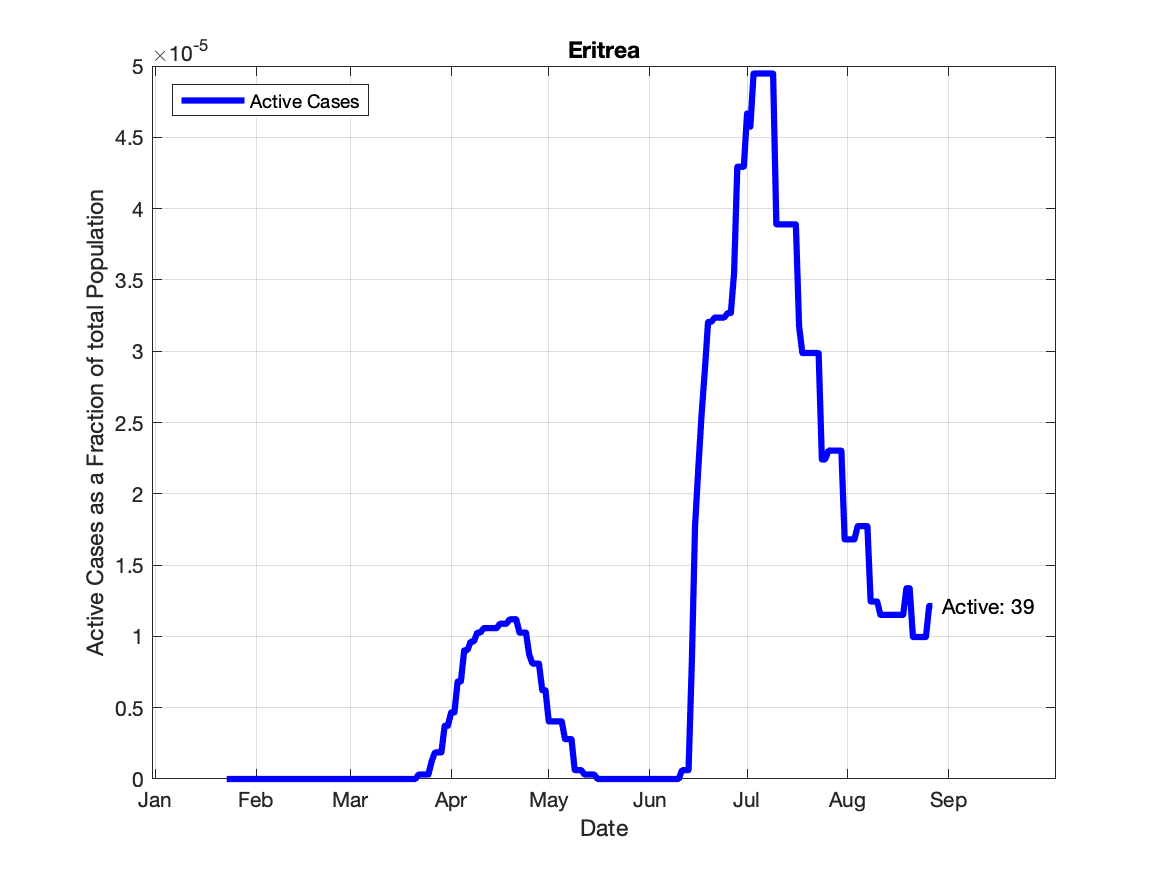 Eritrea
×10-5
Active Cases
5
4.5
4
3.5
3
2.5
2
1.5
1
0.5
0
Active Cases as a Fraction of total Population
Active: 39
Jan Feb Mar Apr May Jun Jul Aug Sep
Date